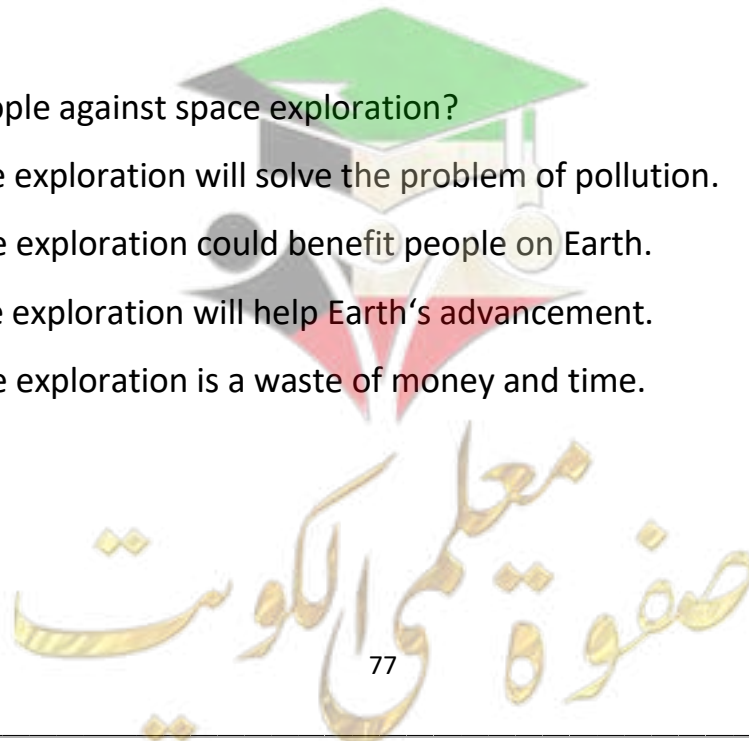 ople against space exploration?
e exploration will solve the problem of pollution.
e exploration could benefit people on Earth.
e exploration will help Earth‘s advancement.
e exploration is a waste of money and time.
صفوة معلمى الكويت
77